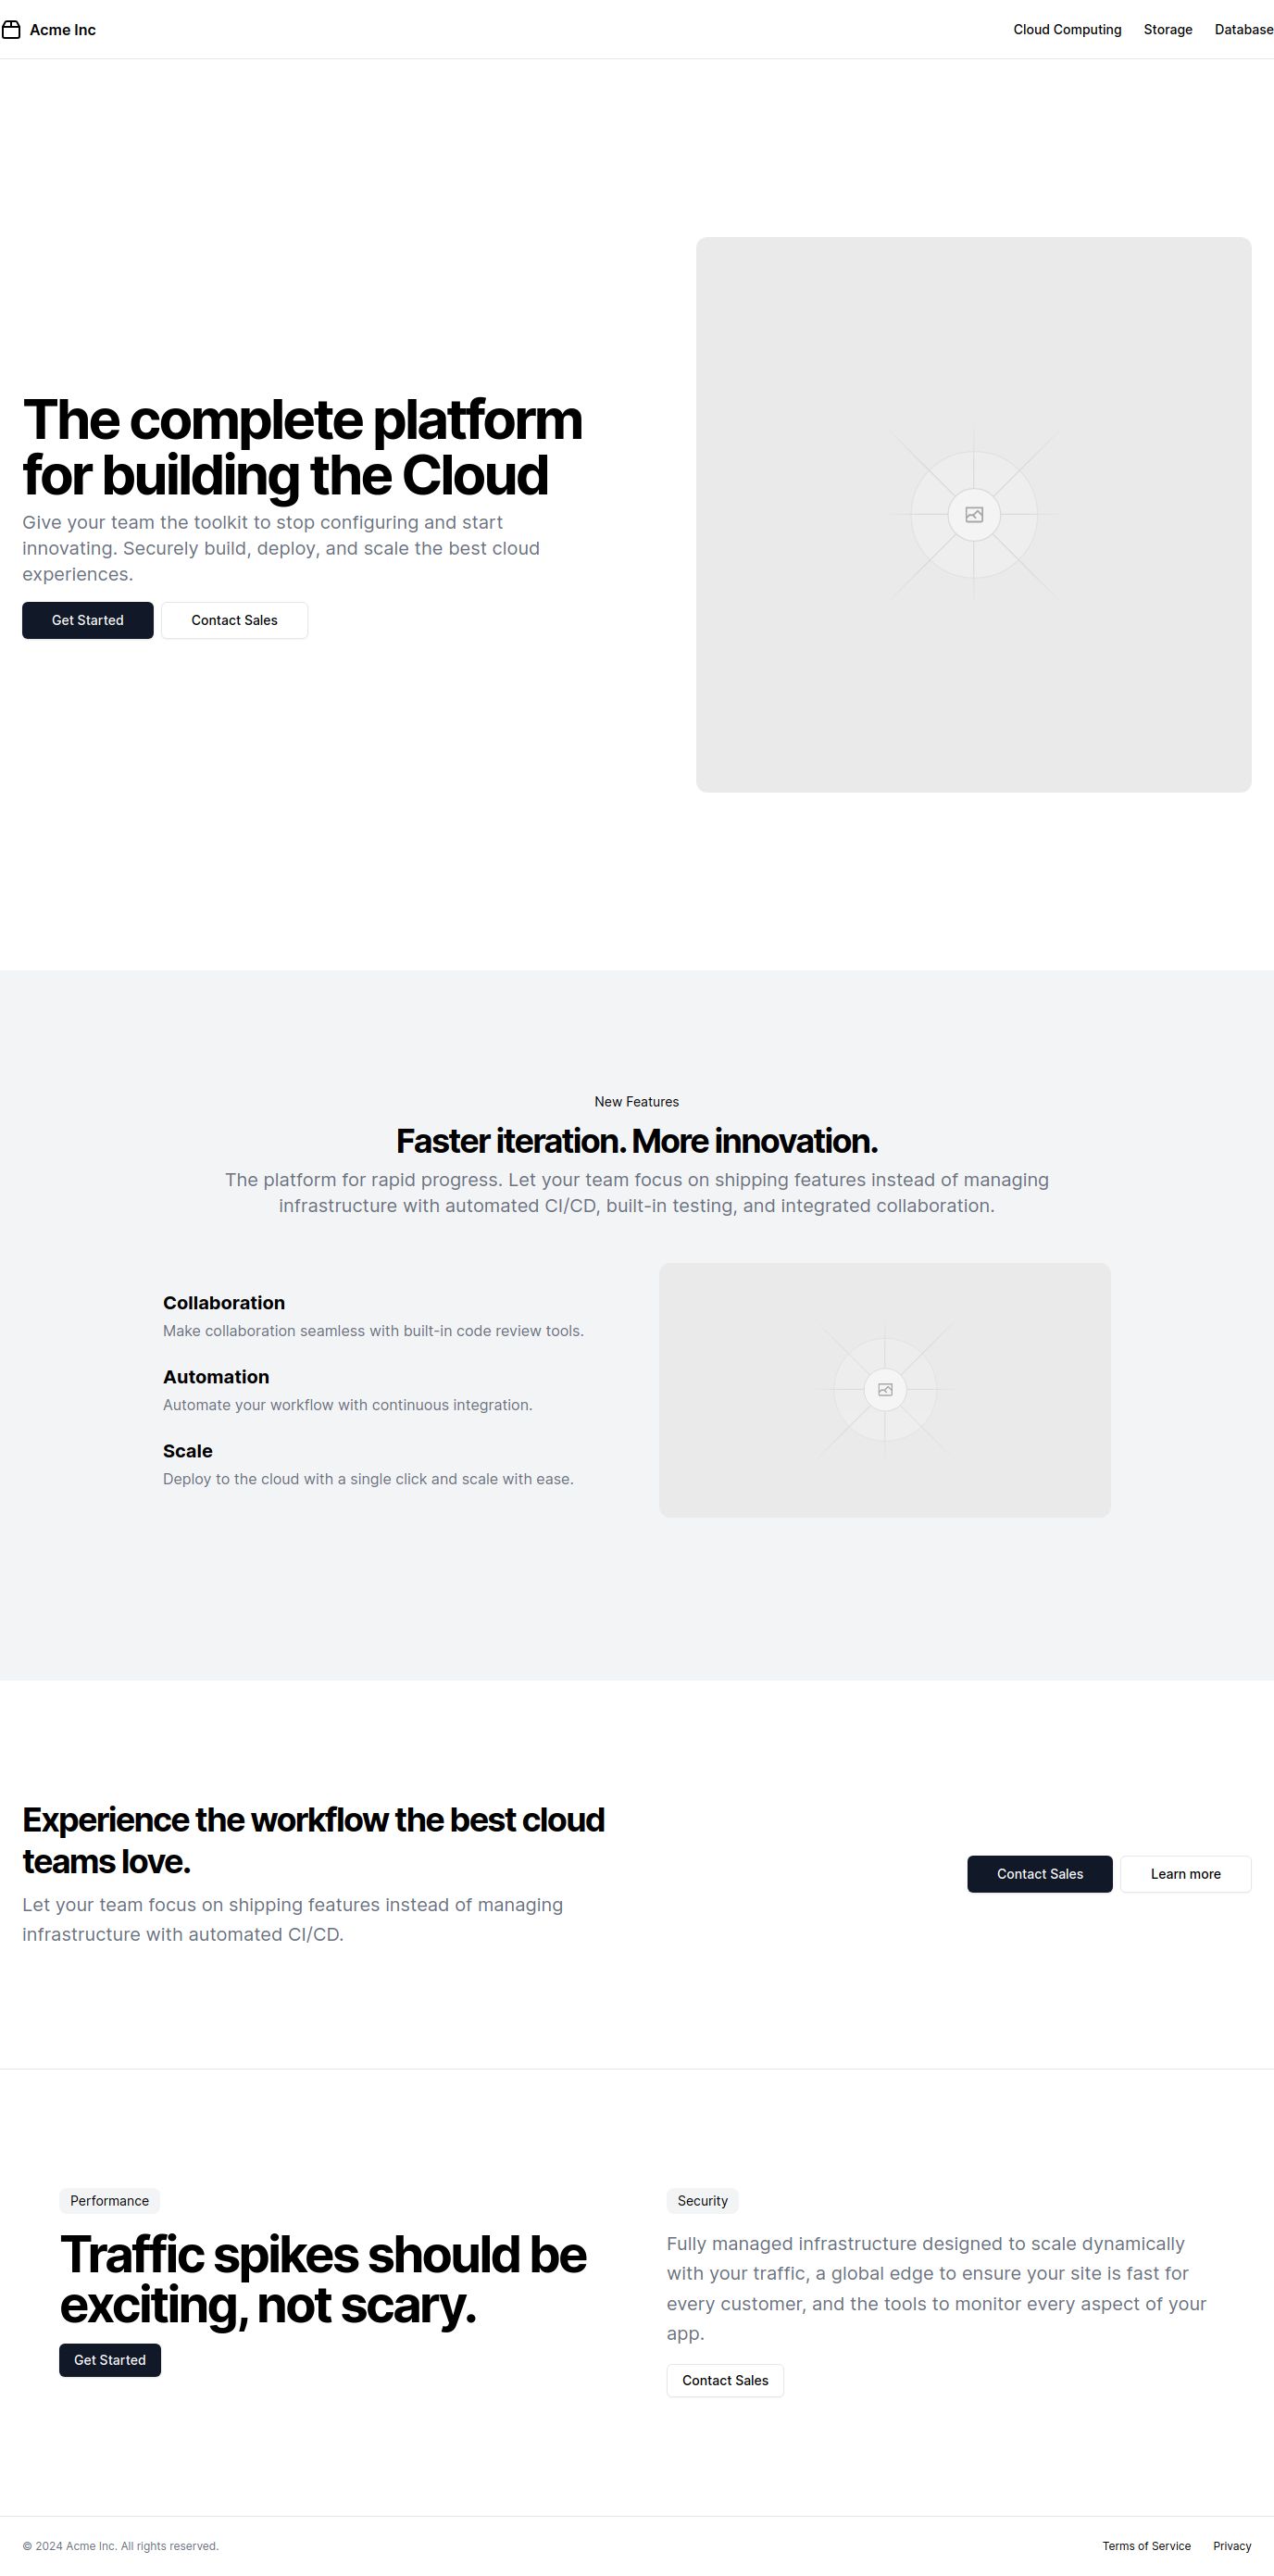 Acme Inc
Cloud Computing
Storage
Database
The complete platform
for building the Cloud
Give your team the toolkit to stop configuring and start
innovating. Securely build, deploy, and scale the best cloud
experiences.
Get Started
Contact Sales
New Features
Faster iteration. More innovation.
The platform for rapid progress. Let your team focus on shipping features instead of managing
infrastructure with automated CI/CD, built-in testing, and integrated collaboration.
Collaboration
Make collaboration seamless with built-in code review tools.
Automation
Automate your workflow with continuous integration.
Scale
Deploy to the cloud with a single click and scale with ease.
Experience the workflow the best cloud
teams love.
Let your team focus on shipping features instead of managing
infrastructure with automated CI/CD.
Contact Sales
Learn more
Performance
Traffic spikes should be
exciting, not scary.
Get Started
Security
Fully managed infrastructure designed to scale dynamically
with your traffic, a global edge to ensure your site is fast for
every customer, and the tools to monitor every aspect of your
app.
Contact Sales
© 2024 Acme Inc. All rights reserved.
Terms of Service
Privacy